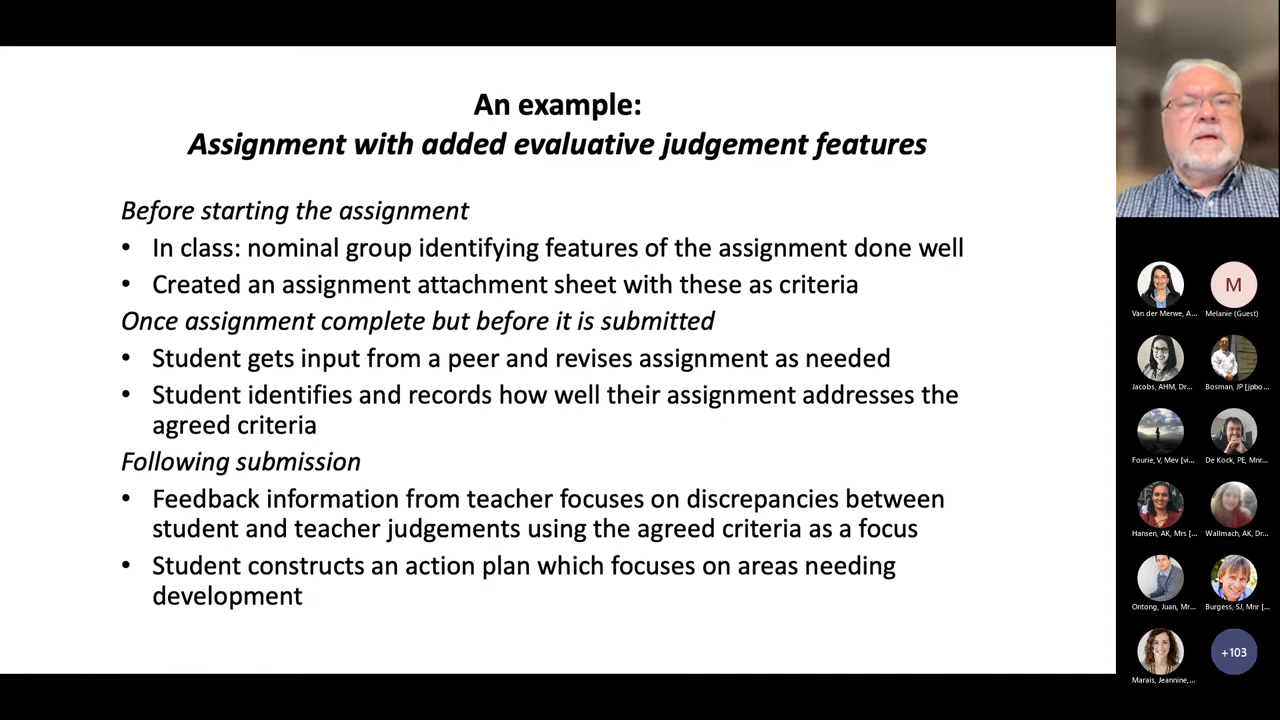 An example:
Assignment with added evaluative judgement features
Before starting the assignment
• In class: nominal group identifying features of the assignment done well
• Created an assignment attachment sheet with these as criteria
Once assignment complete but before it is submitted
• Student gets input from a peer and revises assignment as needed
• Student identifies and records how well their assignment addresses the
agreed criteria
Following submission
• Feedback information from teacher focuses on discrepancies between
student and teacher judgements using the agreed criteria as a focus
• Student constructs an action plan which focuses on areas needing
development
M
Van der Merwe, A...
Melanie (Guest)
Jacobs, AHM, Dr...
Bosman, JP [jpbo...
Fourie, V, Mev [vi...
De Kock, PE, Mnr...
Hansen, AK, Mrs [...
Wallmach, AK, Dr...
Ontong, Juan, Mr...
Burgess, SJ, Mnr [...
+103
Marais, Jeannine,...